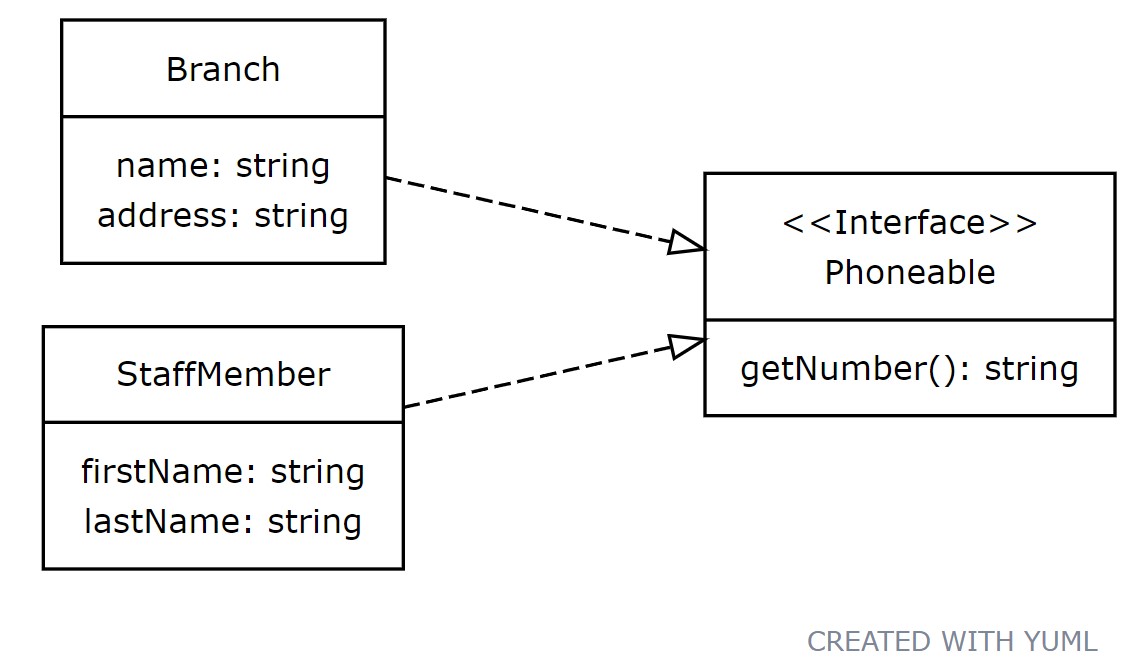 Branch
name: string
address: string
<<Interface>>
Phoneable
getNumber(): string
StaffMember
firstName: string
lastName: string
CREATED WITH YUML